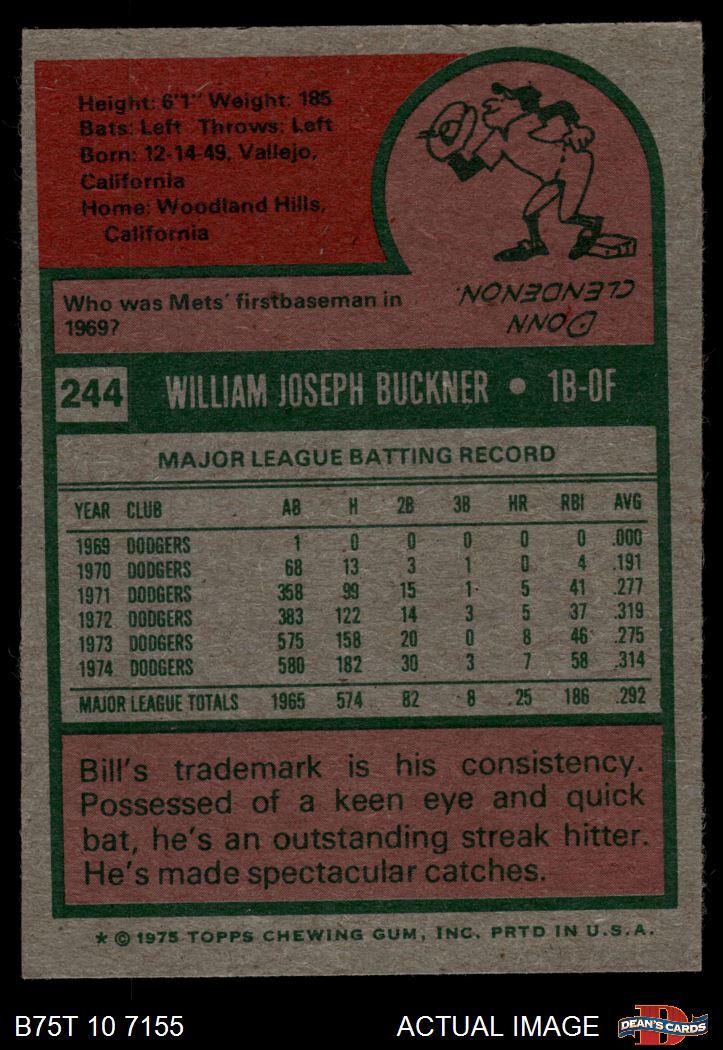 Height: 6'1" Weight: 185
Bats: Left Throws: Left
Born: 12-14-49, Vallejo,
California
Home: Woodland Hills,
California
Who was Mets' firstbaseman in
1969?
DONN
CLENDENON
244 WILLIAM JOSEPH BUCKNER • 1B-OF
MAJOR LEAGUE BATTING RECORD
YEAR CLUB AB H 2B 3B HR RBI AVG
1969 DODGERS 1 0 0 0 0 0 .000
1970 DODGERS 68 13 3 1 0 4 .191
1971 DODGERS 358 99 15 1 5 41 .277
1972 DODGERS 383 122 14 3 5 37 .319
1973 DODGERS 575 158 20 0 8 46 .275
1974 DODGERS 580 182 30 3 7 58 .314
MAJOR LEAGUE TOTALS 1965 574 82 8 25 186 .292
Bill's trademark is his consistency.
Possessed of a keen eye and quick
bat, he's an outstanding streak hitter.
He's made spectacular catches.
* © 1975 TOPPS CHEWING GUM, INC. PRTD IN U.S.A.
B75T 10 7155 ACTUAL IMAGE DEAN'S CARDS